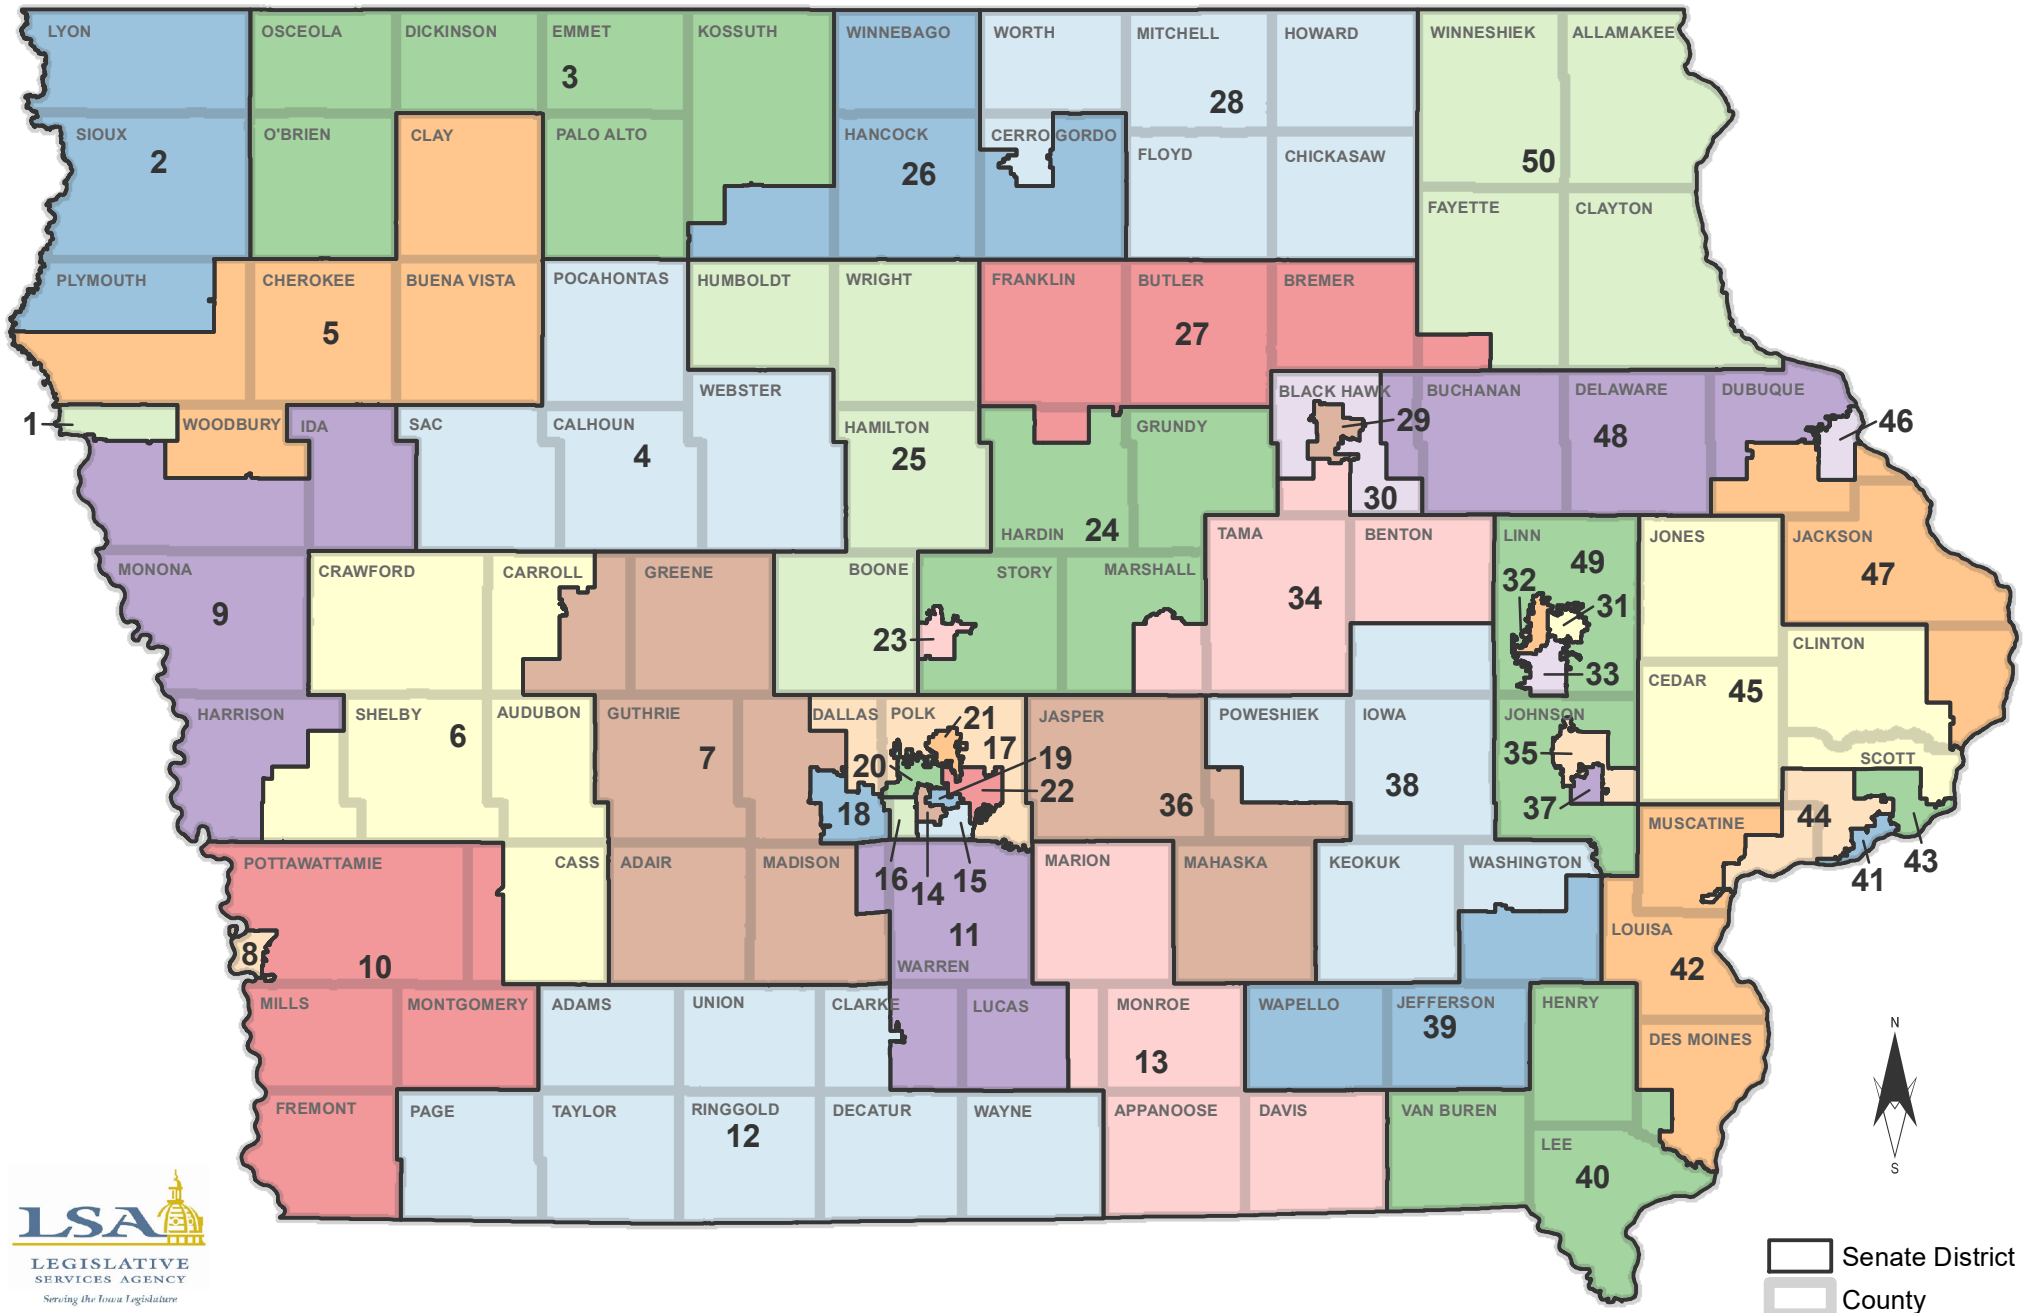 LYON
OSCEOLA
DICKINSON
EMMET
KOSSUTH
WINNEBAGO
WORTH
MITCHELL
HOWARD
WINNESHIEK
ALLAMAKEE
3
28
SIOUX
O'BRIEN
CLAY
PALO ALTO
HANCOCK
CERRO GORDO
FLOYD
CHICKASAW
2
26
50
FAYETTE
CLAYTON
PLYMOUTH
CHEROKEE
BUENA VISTA
POCAHONTAS
HUMBOLDT
WRIGHT
FRANKLIN
BUTLER
BREMER
5
27
WEBSTER
BLACK HAWK
BUCHANAN
DELAWARE
DUBUQUE
1
WOODBURY
IDA
SAC
CALHOUN
HAMILTON
GRUNDY
29
48
46
4
25
30
HARDIN
24
TAMA
BENTON
LINN
JONES
JACKSON
MONONA
CRAWFORD
CARROLL
GREENE
BOONE
STORY
MARSHALL
49
47
9
34
32
31
23
33
CLINTON
CEDAR
45
HARRISON
SHELBY
AUDUBON
GUTHRIE
DALLAS
POLK
21
JASPER
POWESHIEK
IOWA
JOHNSON
6
7
17
19
35
SCOTT
20
22
38
18
36
37
44
MUSCATINE
43
POTTAWATTAMIE
CASS
ADAIR
MADISON
16
14
15
MARION
MAHASKA
KEOKUK
WASHINGTON
41
8
10
11
WARREN
LOUISA
42
MILLS
MONTGOMERY
ADAMS
UNION
CLARKE
LUCAS
MONROE
WAPELLO
JEFFERSON
HENRY
39
DES MOINES
13
N
S
FREMONT
PAGE
TAYLOR
RINGGOLD
DECATUR
WAYNE
APPANOOSE
DAVIS
VAN BUREN
LEE
12
40
LSA
LEGISLATIVE
SERVICES AGENCY
Serving the Iowa Legislature
Senate District
County